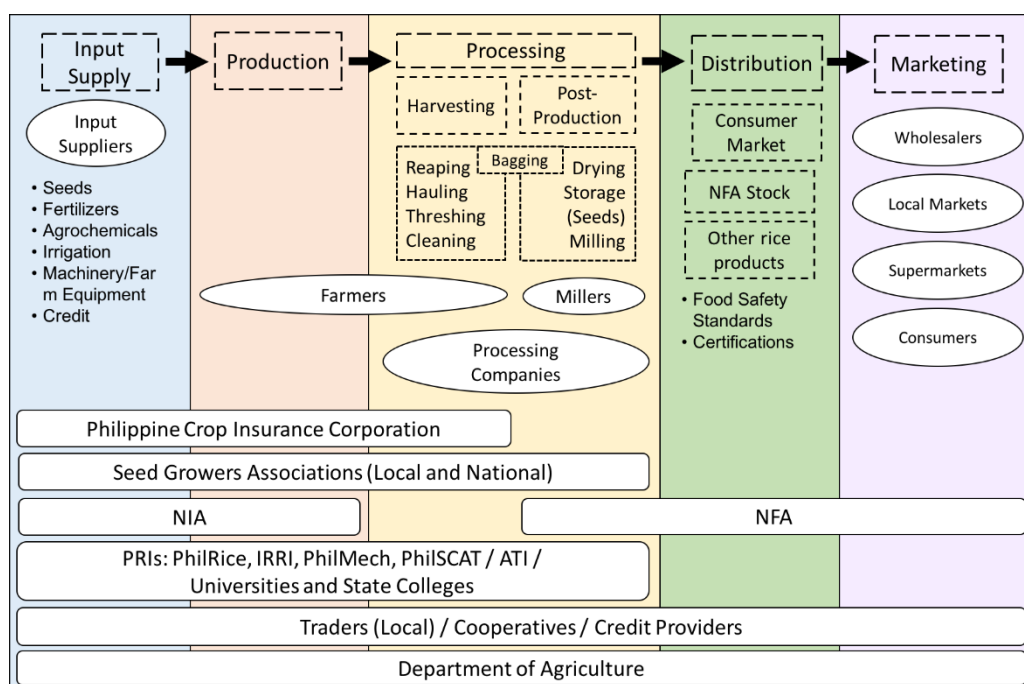 Input
Supply
Production
Processing
Distribution
Marketing
Input
Suppliers
• Seeds
• Fertilizers
• Agrochemicals
• Irrigation
• Machinery/Far
m Equipment
• Credit
Harvesting
Post-
Production
Bagging
Reaping
Hauling
Threshing
Cleaning
Drying
Storage
(Seeds)
Milling
Farmers
Millers
Processing
Companies
Consumer
Market
NFA Stock
Other rice
products
• Food Safety
Standards
• Certifications
Wholesalers
Local Markets
Supermarkets
Consumers
Philippine Crop Insurance Corporation
Seed Growers Associations (Local and National)
NIA
NFA
PRIs: PhilRice, IRRI, PhilMech, PhilSCAT / ATI /
Universities and State Colleges
Traders (Local) / Cooperatives / Credit Providers
Department of Agriculture